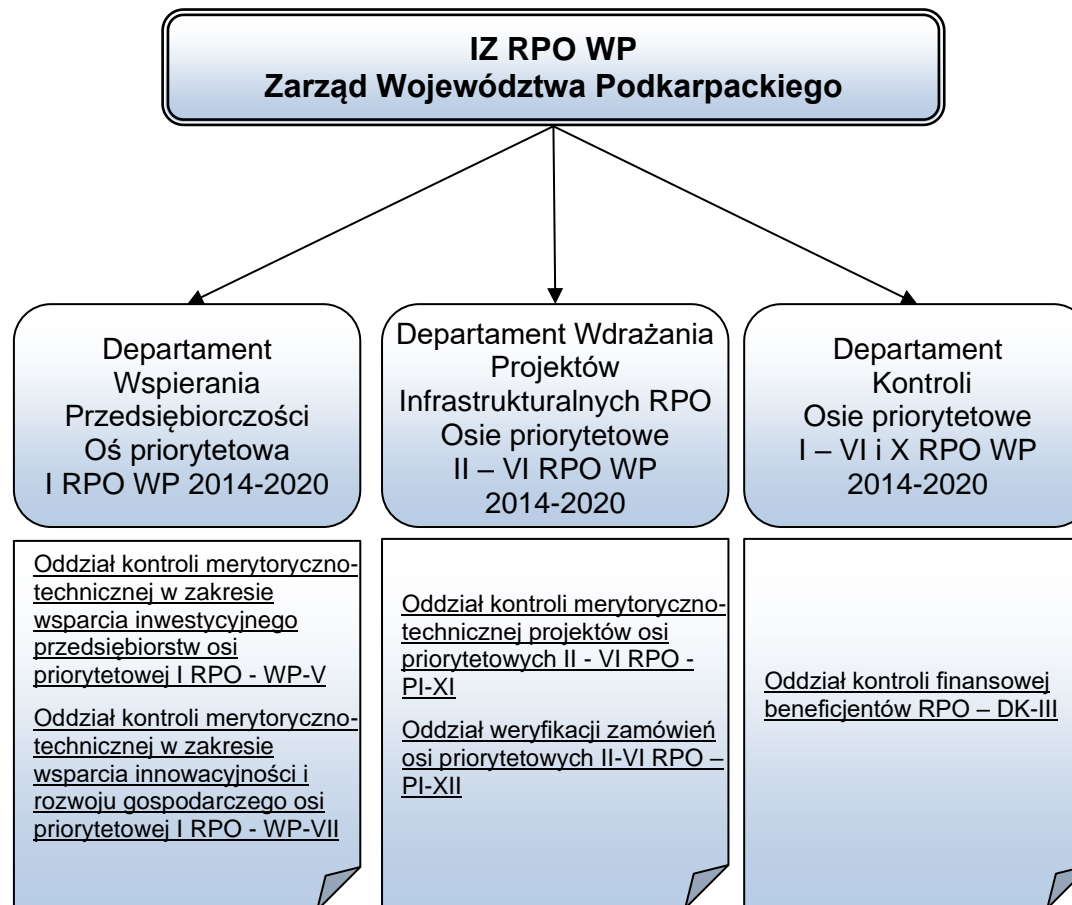 IZ RPO WP
Zarząd Województwa Podkarpackiego
Departament
Wspierania
Przedsiębiorczości
Oś priorytetowa
I RPO WP 2014-2020
Departament Wdrażania
Projektów
Infrastrukturalnych RPO
Osie priorytetowe
II – VI RPO WP
2014-2020
Departament
Kontroli
Osie priorytetowe
I – VI i X RPO WP
2014-2020
Oddział kontroli merytoryczno-
technicznej w zakresie
wsparcia inwestycyjnego
przedsiębiorstw osi
priorytetowej I RPO - WP-V
Oddział kontroli merytoryczno-
technicznej w zakresie
wsparcia innowacyjności i
rozwoju gospodarczego osi
priorytetowej I RPO - WP-VII
Oddział kontroli merytoryczno-
technicznej projektów osi
priorytetowych II - VI RPO -
PI-XI
Oddział weryfikacji zamówień
osi priorytetowych II-VI RPO –
PI-XII
Oddział kontroli finansowej
beneficjentów RPO – DK-III